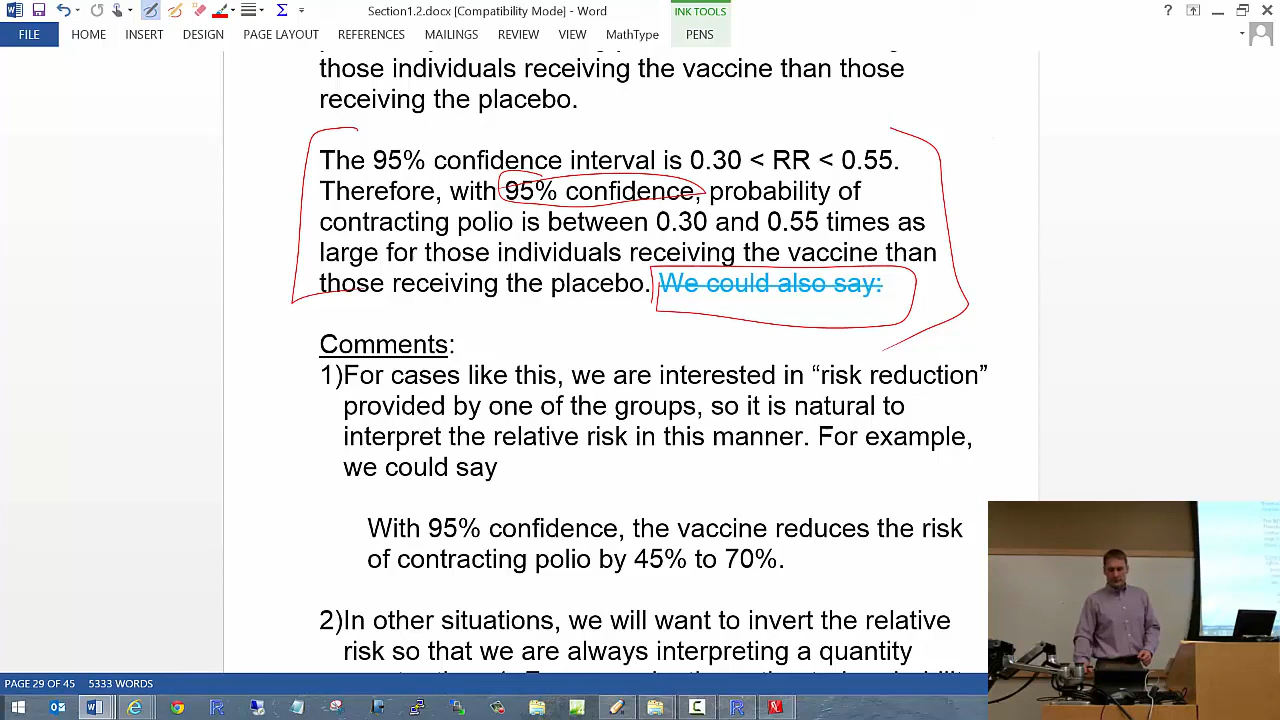 Section1.2.docx [Compatibility Mode] - Word
INK TOOLS
FILE HOME INSERT DESIGN PAGE LAYOUT REFERENCES MAILINGS REVIEW VIEW MathType PENS
those individuals receiving the vaccine than those
receiving the placebo.
The 95% confidence interval is 0.30 < RR < 0.55.
Therefore, with 95% confidence, probability of
contracting polio is between 0.30 and 0.55 times as
large for those individuals receiving the vaccine than
those receiving the placebo. We could also say:
Comments:
1)For cases like this, we are interested in “risk reduction”
provided by one of the groups, so it is natural to
interpret the relative risk in this manner. For example,
we could say
With 95% confidence, the vaccine reduces the risk
of contracting polio by 45% to 70%.
2)In other situations, we will want to invert the relative
risk so that we are always interpreting a quantity
PAGE 29 OF 45 5333 WORDS